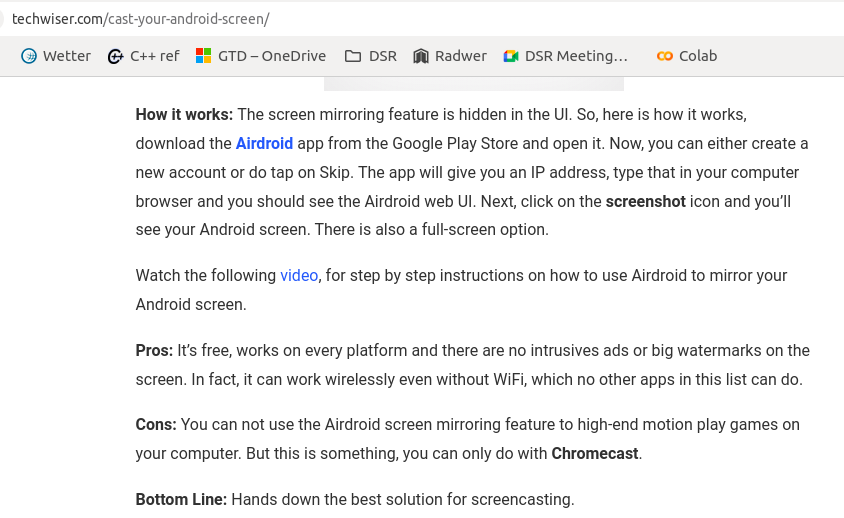 techwiser.com/cast-your-android-screen/
Wetter C++ ref GTD – OneDrive DSR Radwer DSR Meeting… Colab
How it works: The screen mirroring feature is hidden in the UI. So, here is how it works,
download the Airdroid app from the Google Play Store and open it. Now, you can either create a
new account or do tap on Skip. The app will give you an IP address, type that in your computer
browser and you should see the Airdroid web UI. Next, click on the screenshot icon and you’ll
see your Android screen. There is also a full-screen option.
Watch the following video, for step by step instructions on how to use Airdroid to mirror your
Android screen.
Pros: It’s free, works on every platform and there are no intrusives ads or big watermarks on the
screen. In fact, it can work wirelessly even without WiFi, which no other apps in this list can do.
Cons: You can not use the Airdroid screen mirroring feature to high-end motion play games on
your computer. But this is something, you can only do with Chromecast.
Bottom Line: Hands down the best solution for screencasting.